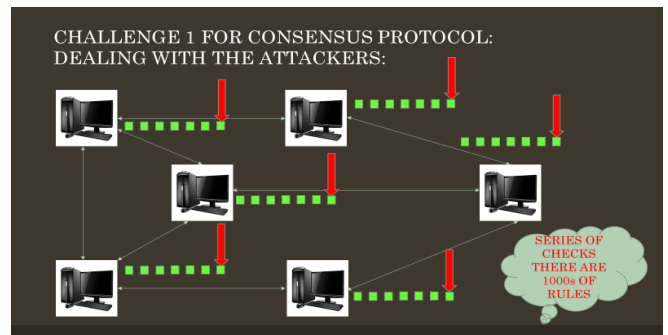 CHALLENGE 1 FOR CONSENSUS PROTOCOL:
DEALING WITH THE ATTACKERS:
SERIES OF
CHECKS
THERE ARE
1000s OF
RULES